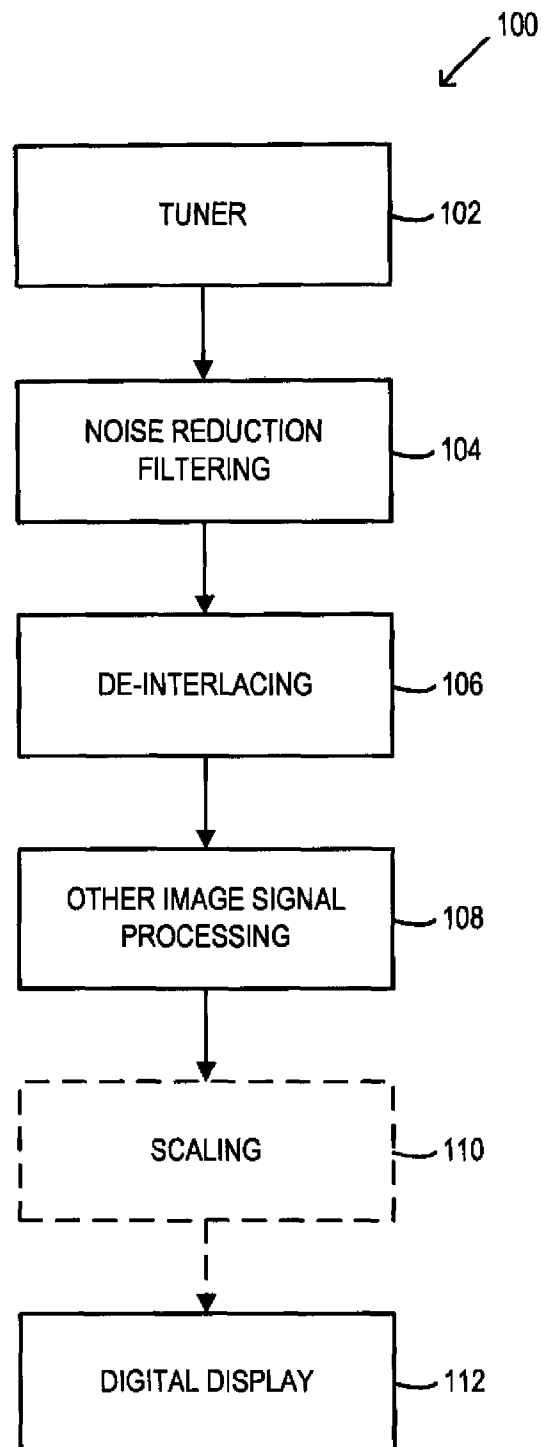 100
TUNER
102
NOISE REDUCTION
FILTERING
104
DE-INTERLACING
106
OTHER IMAGE SIGNAL
PROCESSING
108
SCALING
110
DIGITAL DISPLAY
112